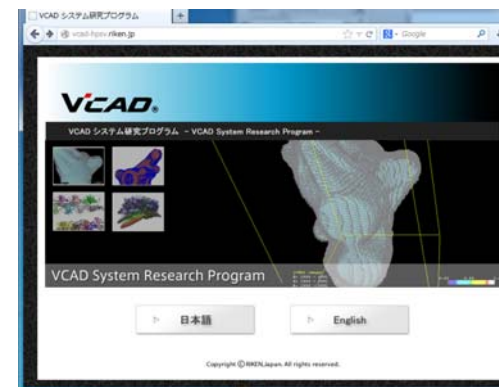 VCAD システム研究プログラム
vcad-hpsv.riken.jp
Google
VCAD®
VCAD システム研究プログラム - VCAD System Research Program -
VCAD System Research Program
日本語
English
Copyright © RIKEN,Japan. All rights reserved.